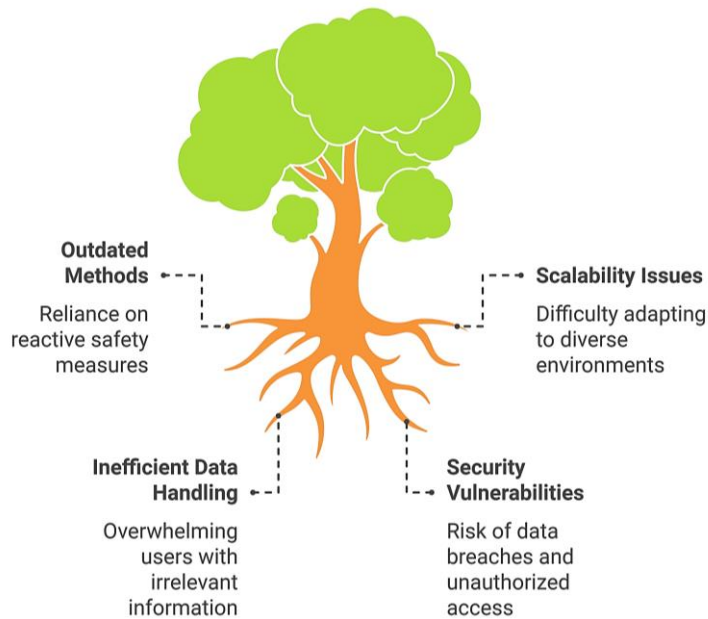 Outdated
Methods
Reliance on
reactive safety
measures
Scalability Issues
Difficulty adapting
to diverse
environments
Inefficient Data
Handling
Overwhelming
users with
irrelevant
information
Security
Vulnerabilities
Risk of data
breaches and
unauthorized
access